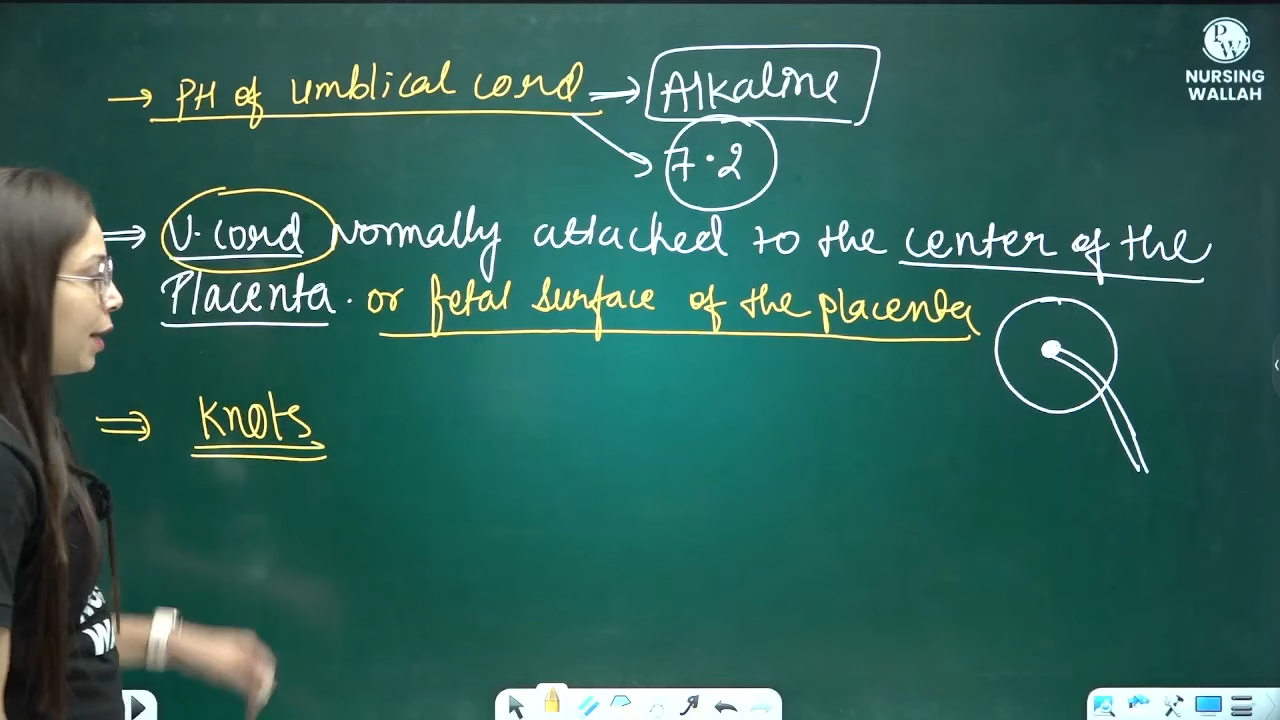 → PH of umblical cord → Alkaline
7.2
⇒ U.cord Normally attached to the center of the
Placenta. or fetal surface of the placenta
⇒ Knots
PW
NURSING
WALLAH